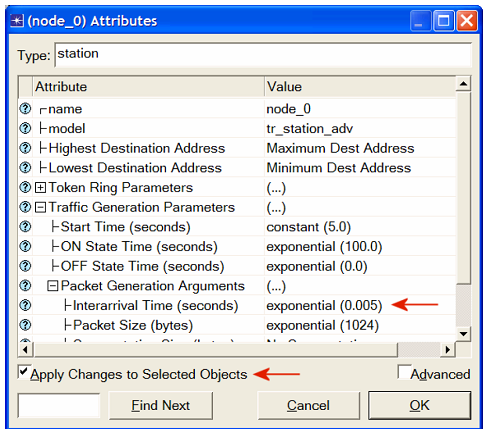 (node_0) Attributes
Type: station
Attribute Value
name node_0
model tr_station_adv
Highest Destination Address Maximum Dest Address
Lowest Destination Address Minimum Dest Address
Token Ring Parameters (...)
Traffic Generation Parameters (...)
Start Time (seconds) constant (5.0)
ON State Time (seconds) exponential (100.0)
OFF State Time (seconds) exponential (0.0)
Packet Generation Arguments (...)
Interarrival Time (seconds) exponential (0.005)
Packet Size (bytes) exponential (1024)
Apply Changes to Selected Objects Advanced
Find Next Cancel OK